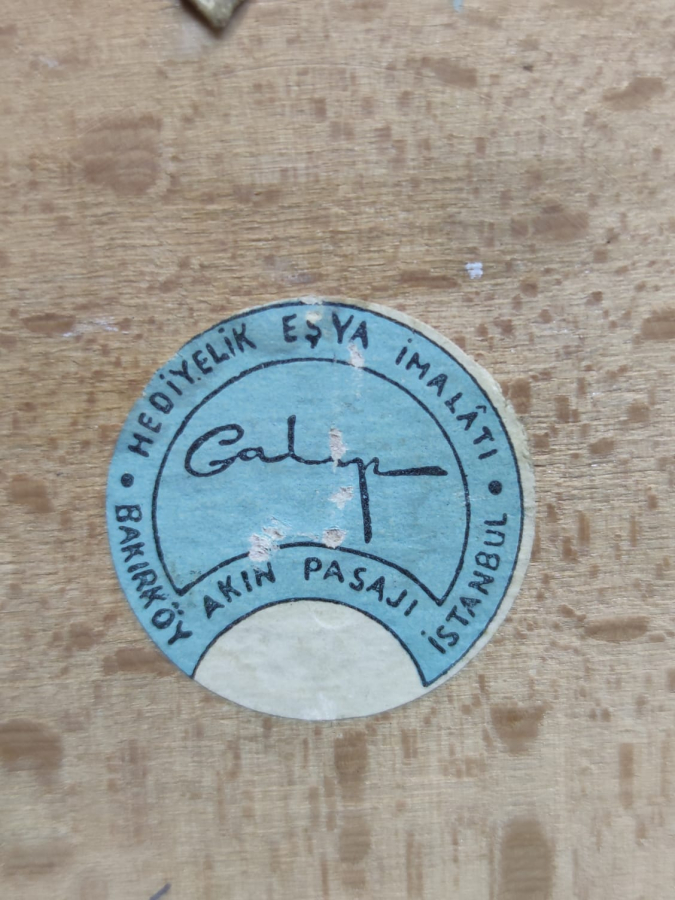 HEDİYELİK EŞYA İMALÂTI
Galip
AKIN PASAJI
BAKIRKÖY • İSTANBUL